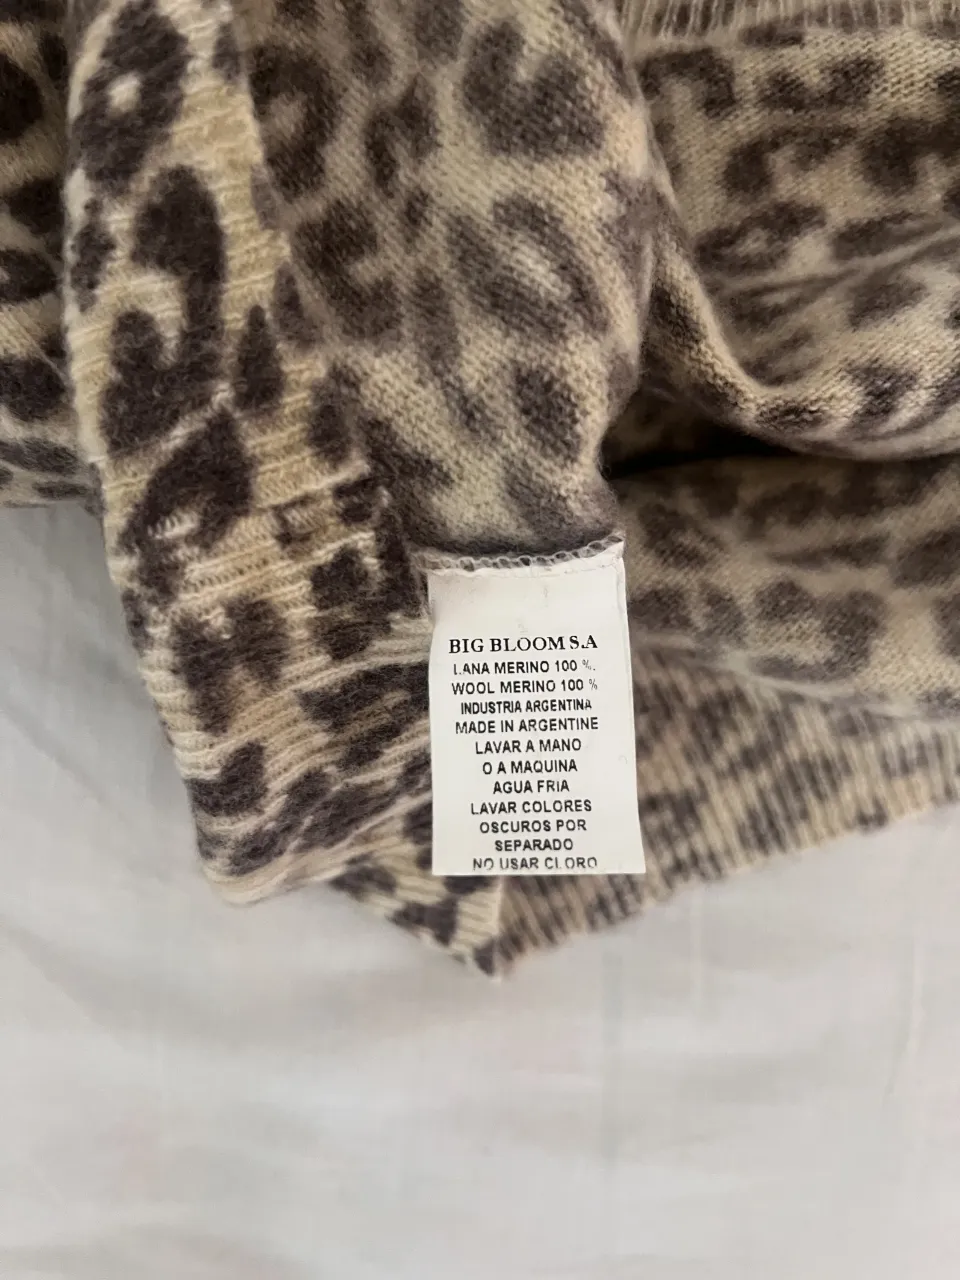 BIG BLOOM S.A
LANA MERINO 100 %.
WOOL MERINO 100 %
INDUSTRIA ARGENTINA
MADE IN ARGENTINE
LAVAR A MANO
O A MAQUINA
AGUA FRIA
LAVAR COLORES
OSCUROS POR
SEPARADO
NO USAR CLORO